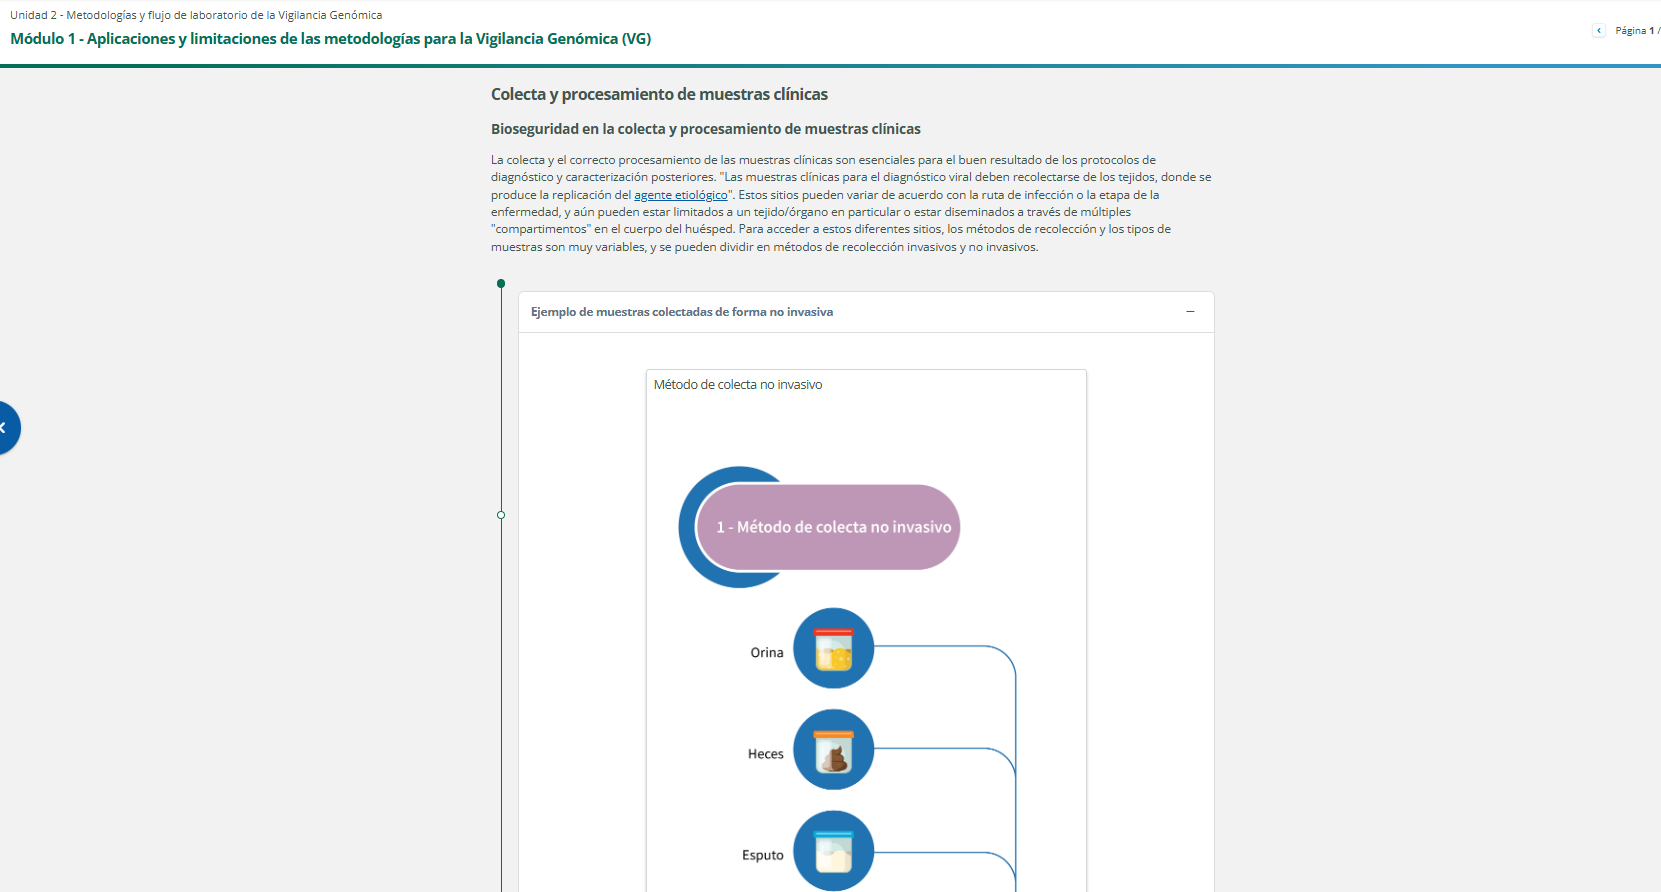 Unidad 2 - Metodologías y flujo de laboratorio de la Vigilancia Genómica
Módulo 1 - Aplicaciones y limitaciones de las metodologías para la Vigilancia Genómica (VG)
Página 1 /
Colecta y procesamiento de muestras clínicas
Bioseguridad en la colecta y procesamiento de muestras clínicas
La colecta y el correcto procesamiento de las muestras clínicas son esenciales para el buen resultado de los protocolos de
diagnóstico y caracterización posteriores. "Las muestras clínicas para el diagnóstico viral deben recolectarse de los tejidos, donde se
produce la replicación del agente etiológico". Estos sitios pueden variar de acuerdo con la ruta de infección o la etapa de la
enfermedad, y aún pueden estar limitados a un tejido/órgano en particular o estar diseminados a través de múltiples
"compartimentos" en el cuerpo del huésped. Para acceder a estos diferentes sitios, los métodos de recolección y los tipos de
muestras son muy variables, y se pueden dividir en métodos de recolección invasivos y no invasivos.
Ejemplo de muestras colectadas de forma no invasiva
Método de colecta no invasivo
1 - Método de colecta no invasivo
Orina
Heces
Esputo